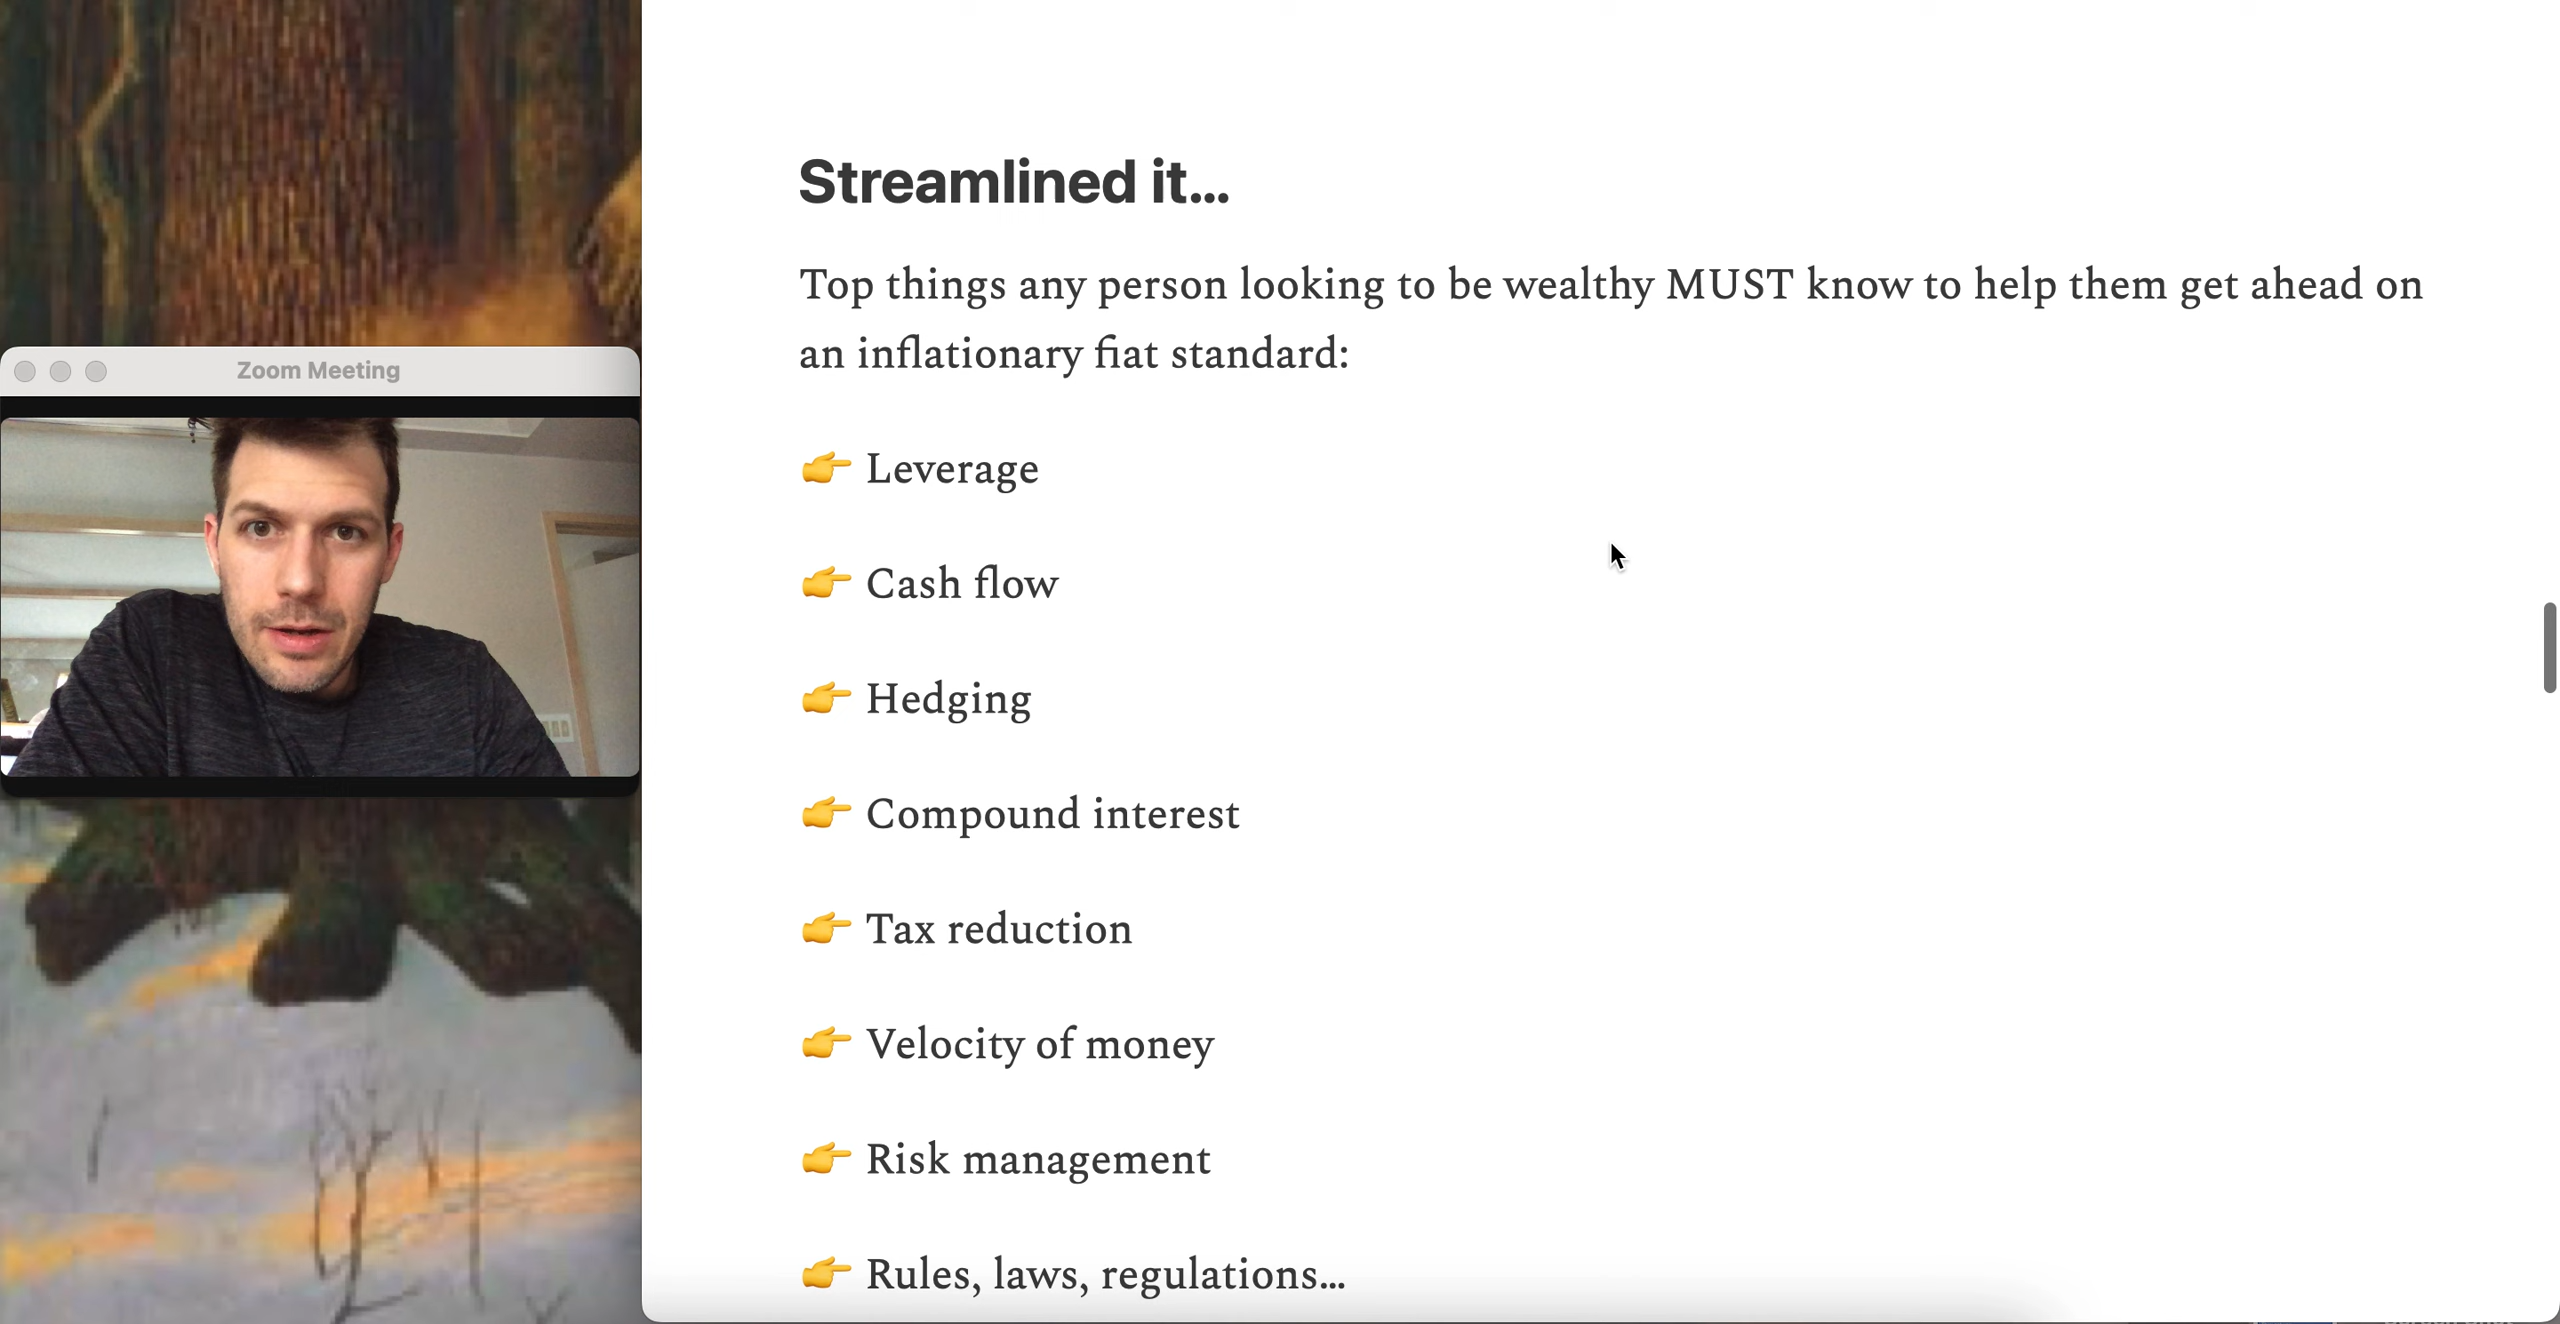 Zoom Meeting
Streamlined it...
Top things any person looking to be wealthy MUST know to help them get ahead on
an inflationary fiat standard:
👉 Leverage
👉 Cash flow
👉 Hedging
👉 Compound interest
👉 Tax reduction
👉 Velocity of money
👉 Risk management
👉 Rules, laws, regulations...